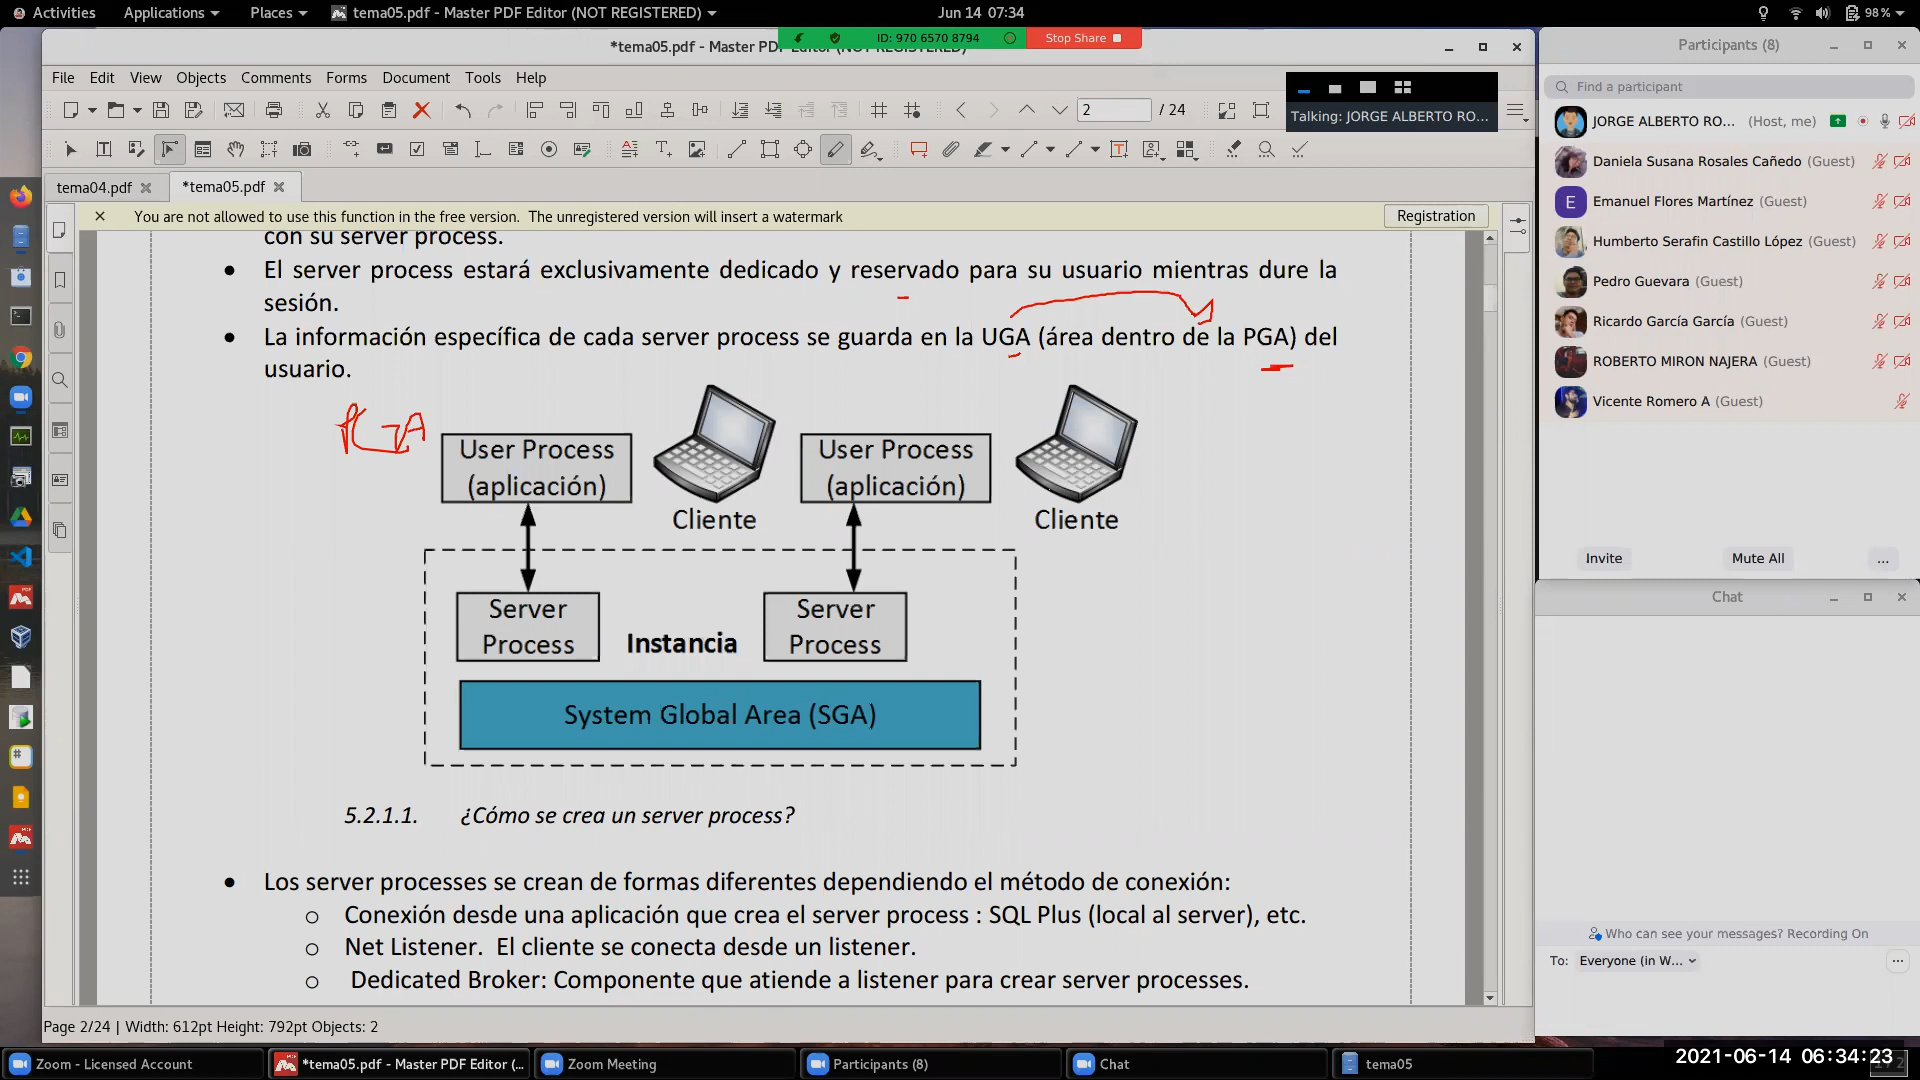 Activities
Applications
Places
tema05.pdf - Master PDF Editor (NOT REGISTERED)
Jun 14 07:34
98%
*tema05.pdf - Master PDF Editor (NOT REGISTERED)
ID: 970 6570 8794
Stop Share
File Edit View Objects Comments Forms Document Tools Help
2 / 24
Talking: JORGE ALBERTO RO...
tema04.pdf
*tema05.pdf
You are not allowed to use this function in the free version. The unregistered version will insert a watermark
Registration
con su server process.
• El server process estará exclusivamente dedicado y reservado para su usuario mientras dure la
sesión.
• La información específica de cada server process se guarda en la UGA (área dentro de la PGA) del
usuario.
PGA
User Process
(aplicación)
Cliente
User Process
(aplicación)
Cliente
Server
Process
Instancia
Server
Process
System Global Area (SGA)
5.2.1.1. ¿Cómo se crea un server process?
• Los server processes se crean de formas diferentes dependiendo el método de conexión:
o Conexión desde una aplicación que crea el server process : SQL Plus (local al server), etc.
o Net Listener. El cliente se conecta desde un listener.
o Dedicated Broker: Componente que atiende a listener para crear server processes.
Page 2/24 | Width: 612pt Height: 792pt Objects: 2
Participants (8)
Find a participant
JORGE ALBERTO RO... (Host, me)
Daniela Susana Rosales Cañedo (Guest)
E Emanuel Flores Martínez (Guest)
Humberto Serafin Castillo López (Guest)
Pedro Guevara (Guest)
Ricardo García García (Guest)
ROBERTO MIRON NAJERA (Guest)
Vicente Romero A (Guest)
Invite
Mute All
...
Chat
Who can see your messages? Recording On
To: Everyone (in W...
Zoom - Licensed Account
*tema05.pdf - Master PDF Editor (...
Zoom Meeting
Participants (8)
Chat
tema05
2021-06-14 06:34:23